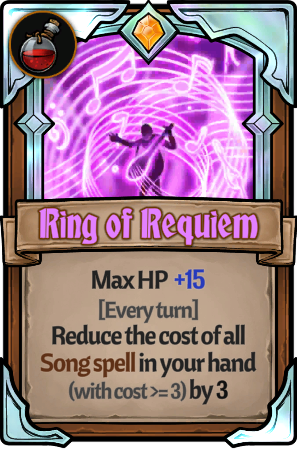 Ring of Requiem
Max HP +15
[Every turn]
Reduce the cost of all
Song spell in your hand
(with cost >= 3) by 3